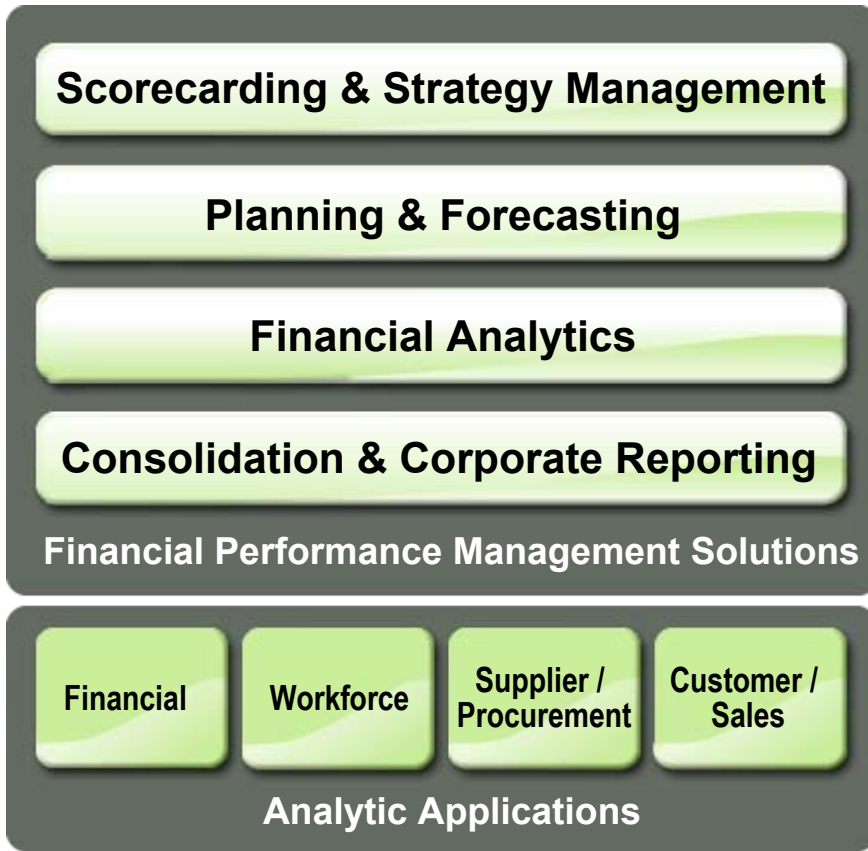 Scorecarding & Strategy Management
Planning & Forecasting
Financial Analytics
Consolidation & Corporate Reporting
Financial Performance Management Solutions
Financial
Workforce
Supplier /
Procurement
Customer /
Sales
Analytic Applications